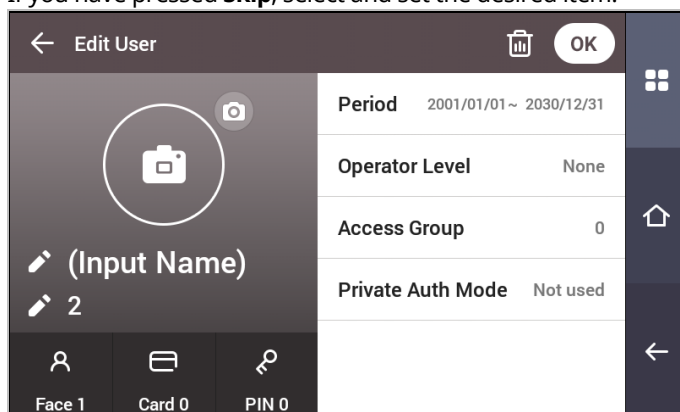 If you have pressed Skip, select and set the desired item.
Edit User
OK
Period 2001/01/01~ 2030/12/31
Operator Level None
Access Group 0
Private Auth Mode Not used
(Input Name)
2
Face 1 Card 0 PIN 0